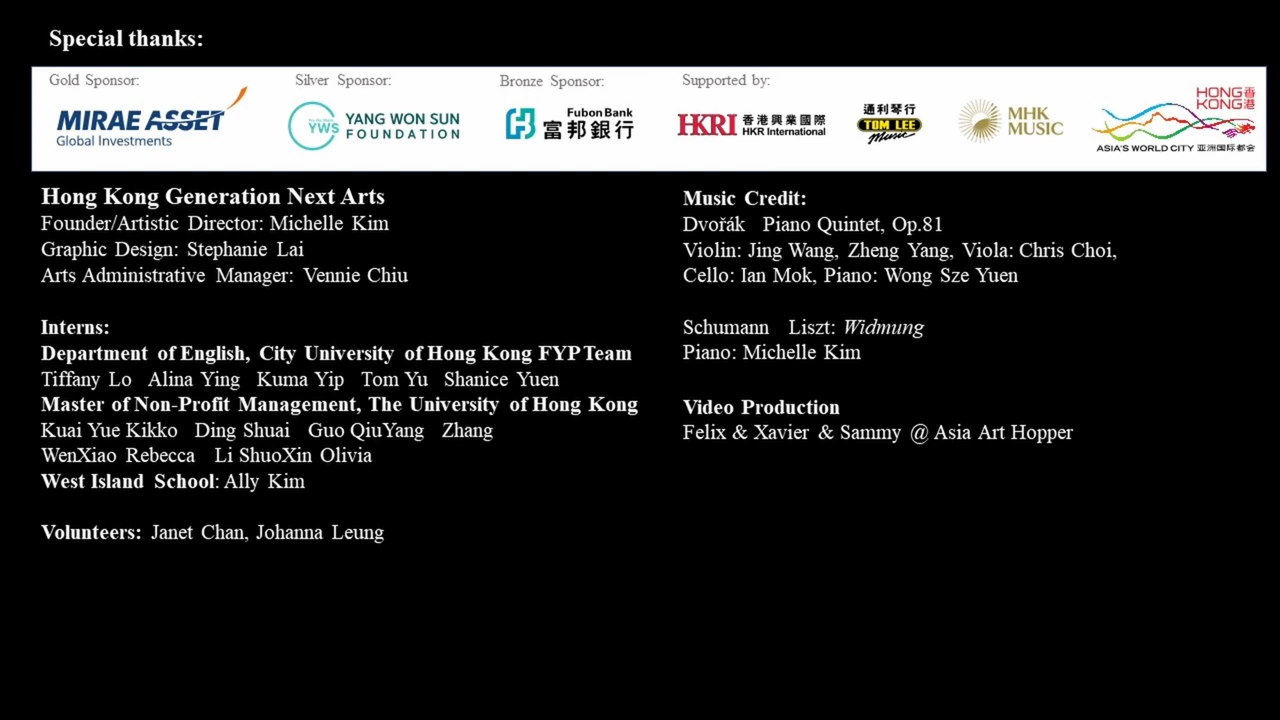 Special thanks:
Gold Sponsor:
MIRAE ASSET
Global Investments
Silver Sponsor:
YWS
YANG WON SUN
FOUNDATION
Bronze Sponsor:
Fubon Bank
富邦銀行
Supported by:
HKRI 香港興業國際
HKR International
通利琴行
TOM LEE
Music
MHK
MUSIC
HONG 香
KONG 港
ASIA'S WORLD CITY 亚洲国际都会
Hong Kong Generation Next Arts
Founder/Artistic Director: Michelle Kim
Graphic Design: Stephanie Lai
Arts Administrative Manager: Vennie Chiu
Interns:
Department of English, City University of Hong Kong FYP Team
Tiffany Lo Alina Ying Kuma Yip Tom Yu Shanice Yuen
Master of Non-Profit Management, The University of Hong Kong
Kuai Yue Kikko Ding Shuai Guo QiuYang Zhang
WenXiao Rebecca Li ShuoXin Olivia
West Island School: Ally Kim
Volunteers: Janet Chan, Johanna Leung
Music Credit:
Dvořák Piano Quintet, Op.81
Violin: Jing Wang, Zheng Yang, Viola: Chris Choi,
Cello: Ian Mok, Piano: Wong Sze Yuen
Schumann Liszt: Widmung
Piano: Michelle Kim
Video Production
Felix & Xavier & Sammy @ Asia Art Hopper